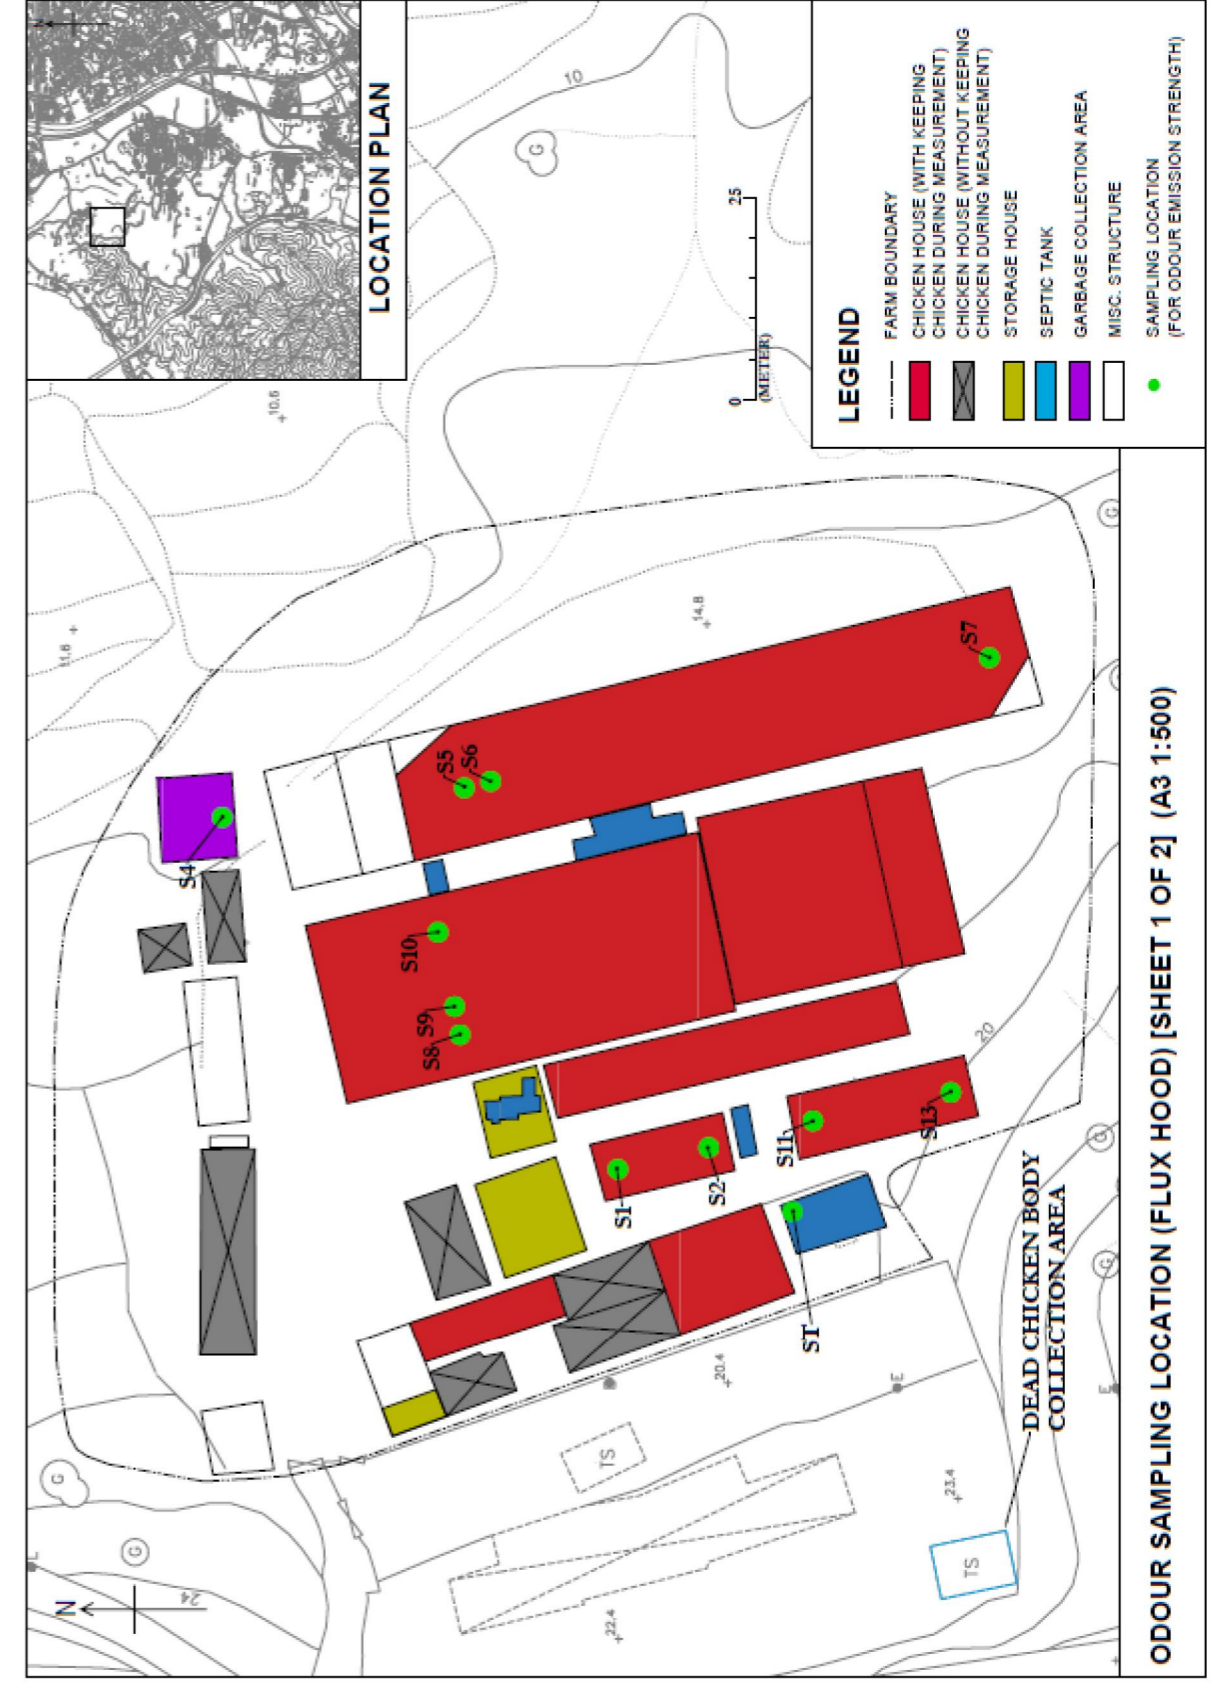 N
LOCATION PLAN
10
G
10.6
11.6
0
25
(METER)
LEGEND
FARM BOUNDARY
CHICKEN HOUSE (WITH KEEPING
CHICKEN DURING MEASUREMENT)
CHICKEN HOUSE (WITHOUT KEEPING
CHICKEN DURING MEASUREMENT)
STORAGE HOUSE
SEPTIC TANK
GARBAGE COLLECTION AREA
MISC. STRUCTURE
SAMPLING LOCATION
(FOR ODOUR EMISSION STRENGTH)
14.8
S7
S5
S6
S4
S10
S9
S8
S1
S2
S11
S13
ST
20
G
G
G
G
G
E
E
20.4
TS
23.4
TS
22.4
24
N
DEAD CHICKEN BODY
COLLECTION AREA
ODOUR SAMPLING LOCATION (FLUX HOOD) [SHEET 1 OF 2] (A3 1:500)